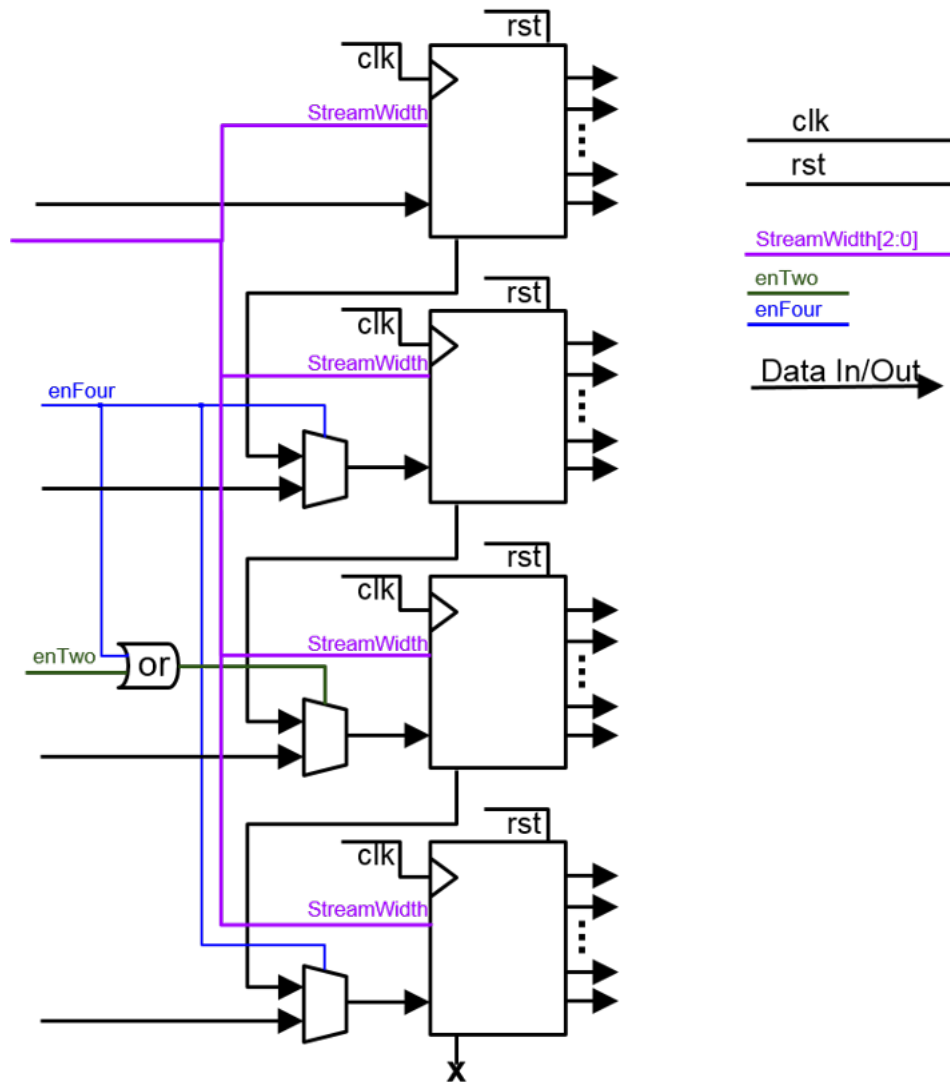 rst
clk
StreamWidth
rst
clk
StreamWidth
enFour
rst
clk
StreamWidth
enTwo
or
rst
clk
StreamWidth
x
clk
rst
StreamWidth[2:0]
enTwo
enFour
Data In/Out